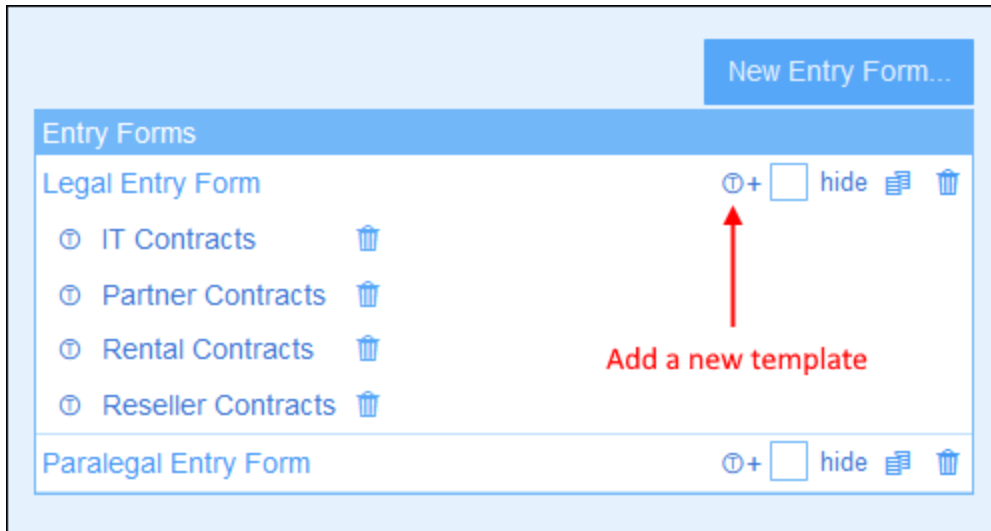 New Entry Form...
Entry Forms
Legal Entry Form T+ hide
T IT Contracts
T Partner Contracts
T Rental Contracts
T Reseller Contracts
Add a new template
Paralegal Entry Form T+ hide